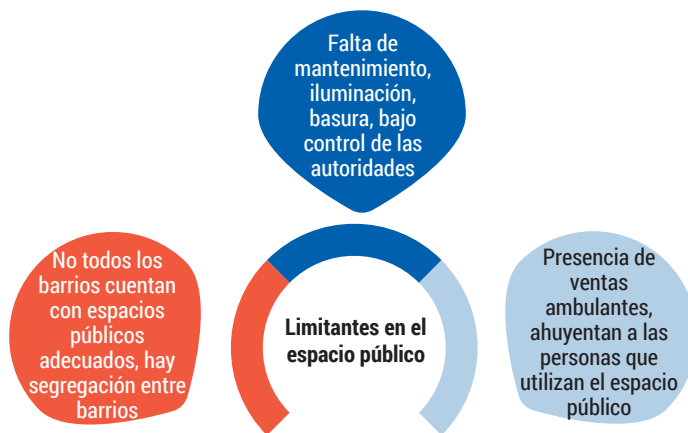 Falta de
mantenimiento,
iluminación,
basura, bajo
control de las
autoridades
No todos los
barrios cuentan
con espacios
públicos
adecuados, hay
segregación entre
barrios
Limitantes en el
espacio público
Presencia de
ventas
ambulantes,
ahuyentan a las
personas que
utilizan el espacio
público